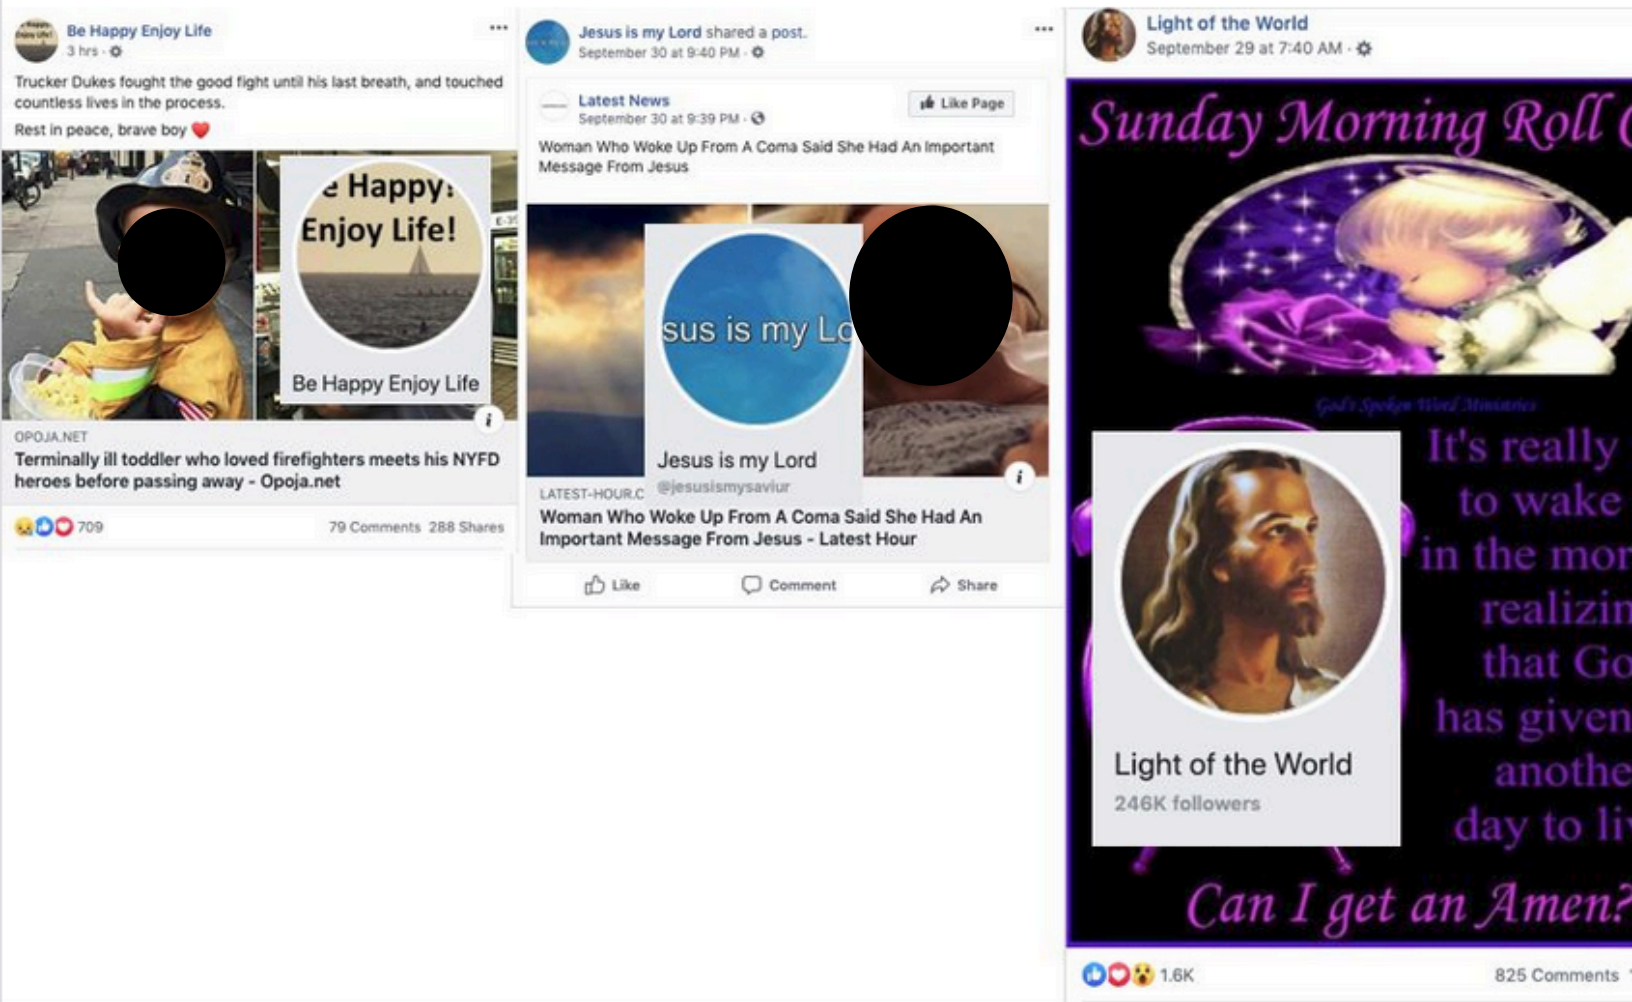 Be Happy Enjoy Life
3 hrs ·
Trucker Dukes fought the good fight until his last breath, and touched
countless lives in the process.
Rest in peace, brave boy
e Happy!
Enjoy Life!
Be Happy Enjoy Life
OPOJA.NET
Terminally ill toddler who loved firefighters meets his NYFD
heroes before passing away - Opoja.net
709
79 Comments 288 Shares
Jesus is my Lord shared a post.
September 30 at 9:40 PM ·
Latest News
September 30 at 9:39 PM ·
Like Page
Woman Who Woke Up From A Coma Said She Had An Important
Message From Jesus
sus is my Lo
Jesus is my Lord
@jesusismysaviur
LATEST-HOUR.C
Woman Who Woke Up From A Coma Said She Had An
Important Message From Jesus - Latest Hour
Like Comment Share
Light of the World
September 29 at 7:40 AM ·
Sunday Morning Roll
God's Spoken Word Ministries
It's really
to wake
in the mor
realizin
that Go
has given
anothe
day to liv
Light of the World
246K followers
Can I get an Amen?
1.6K
825 Comments